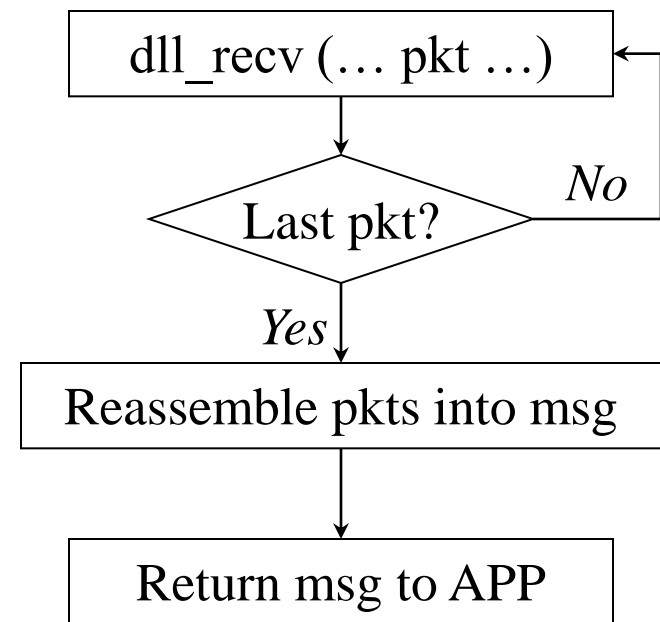 dll_recv (… pkt …)
No
Last pkt?
Yes
Reassemble pkts into msg
Return msg to APP